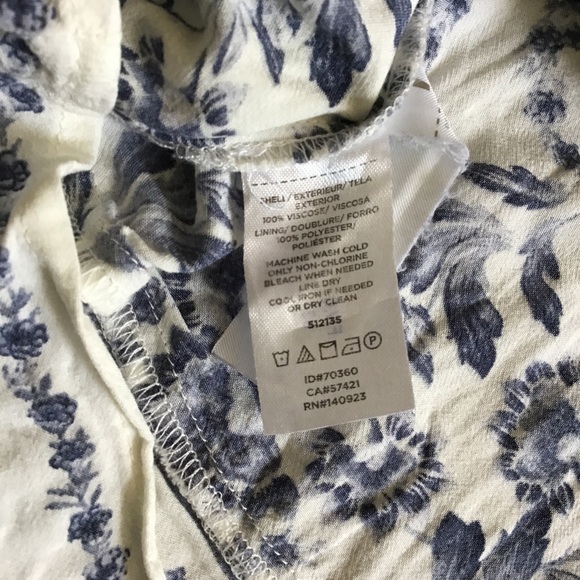 SHELL / EXTERIEUR/ TELA
EXTERIOR
100% VISCOSE/ VISCOSA
LINING/ DOUBLURE/ FORRO
100% POLYESTER/
POLIÉSTER
MACHINE WASH COLD
ONLY NON-CHLORINE
BLEACH WHEN NEEDED
LINE DRY
COOL IRON IF NEEDED
OR DRY CLEAN
512135
P
ID#70360
CA#57421
RN#140923